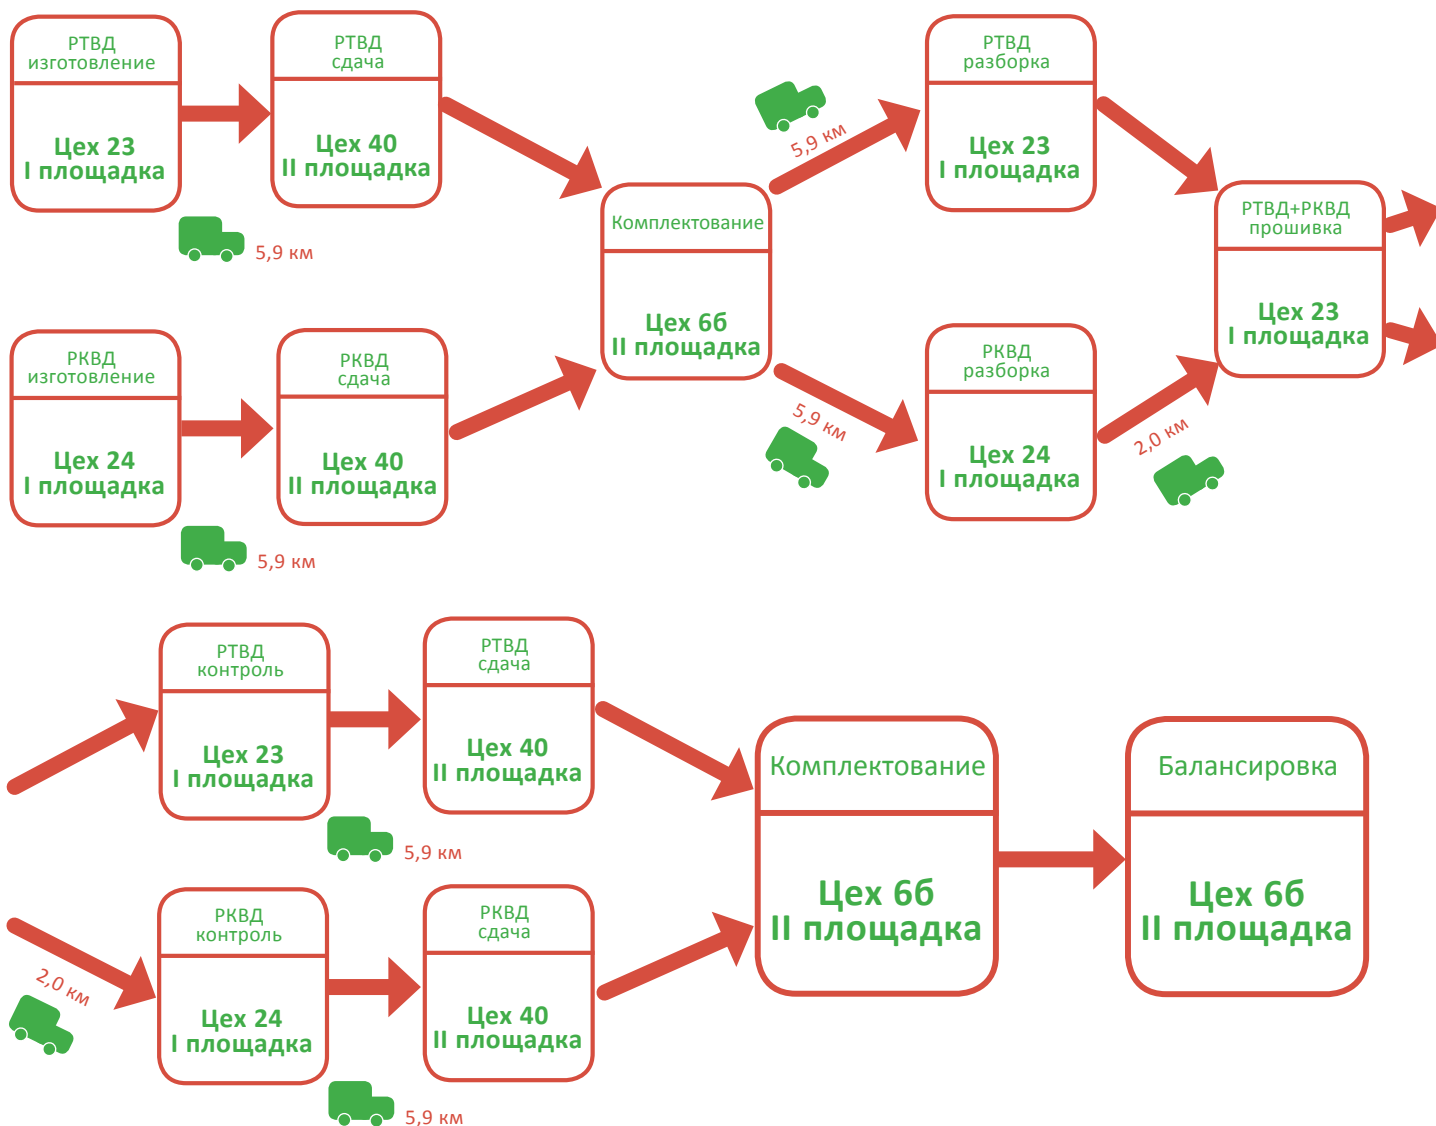 РТВД
изготовление
Цех 23
I площадка
5,9 км
РТВД
сдача
Цех 40
II площадка
Комплектование
Цех 6б
II площадка
5,9 км
РТВД
разборка
Цех 23
I площадка
РТВД+РКВД
прошивка
Цех 23
I площадка
РКВД
изготовление
Цех 24
I площадка
5,9 км
РКВД
сдача
Цех 40
II площадка
5,9 км
РКВД
разборка
Цех 24
I площадка
2,0 км
РТВД
контроль
Цех 23
I площадка
5,9 км
РТВД
сдача
Цех 40
II площадка
Комплектование
Цех 6б
II площадка
Балансировка
Цех 6б
II площадка
2,0 км
РКВД
контроль
Цех 24
I площадка
5,9 км
РКВД
сдача
Цех 40
II площадка